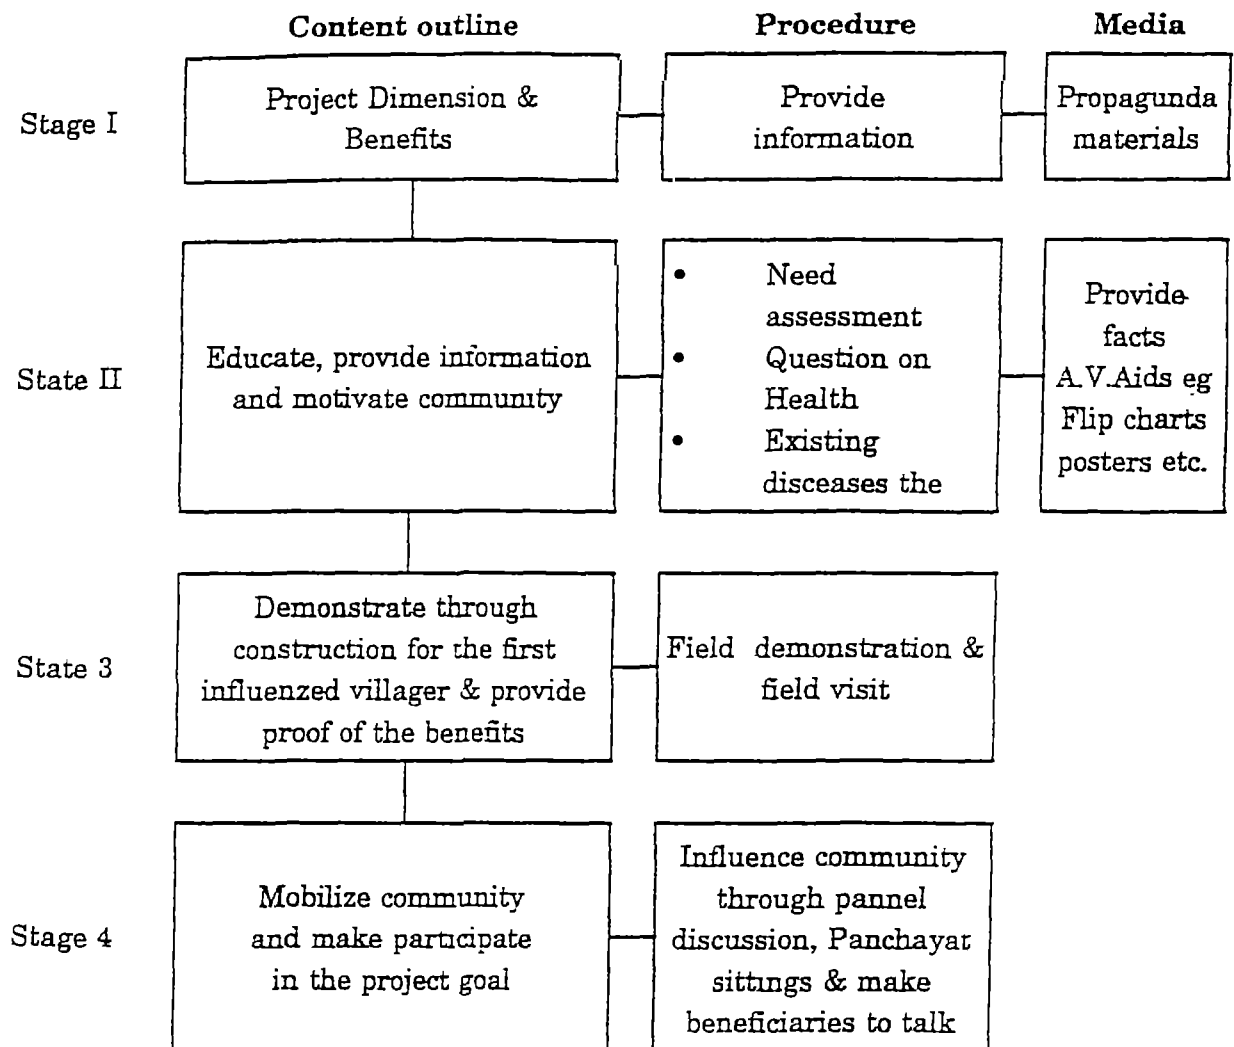 Content outline Procedure Media
Stage I
Project Dimension &
Benefits
Provide
information
Propagunda
materials
State II
Educate, provide information
and motivate community
• Need
assessment
• Question on
Health
• Existing
disceases the
Provide
facts
A.V.Aids eg
Flip charts
posters etc.
State 3
Demonstrate through
construction for the first
influenzed villager & provide
proof of the benefits
Field demonstration &
field visit
Stage 4
Mobilize community
and make participate
in the project goal
Influence community
through pannel
discussion, Panchayat
sittings & make
beneficiaries to talk